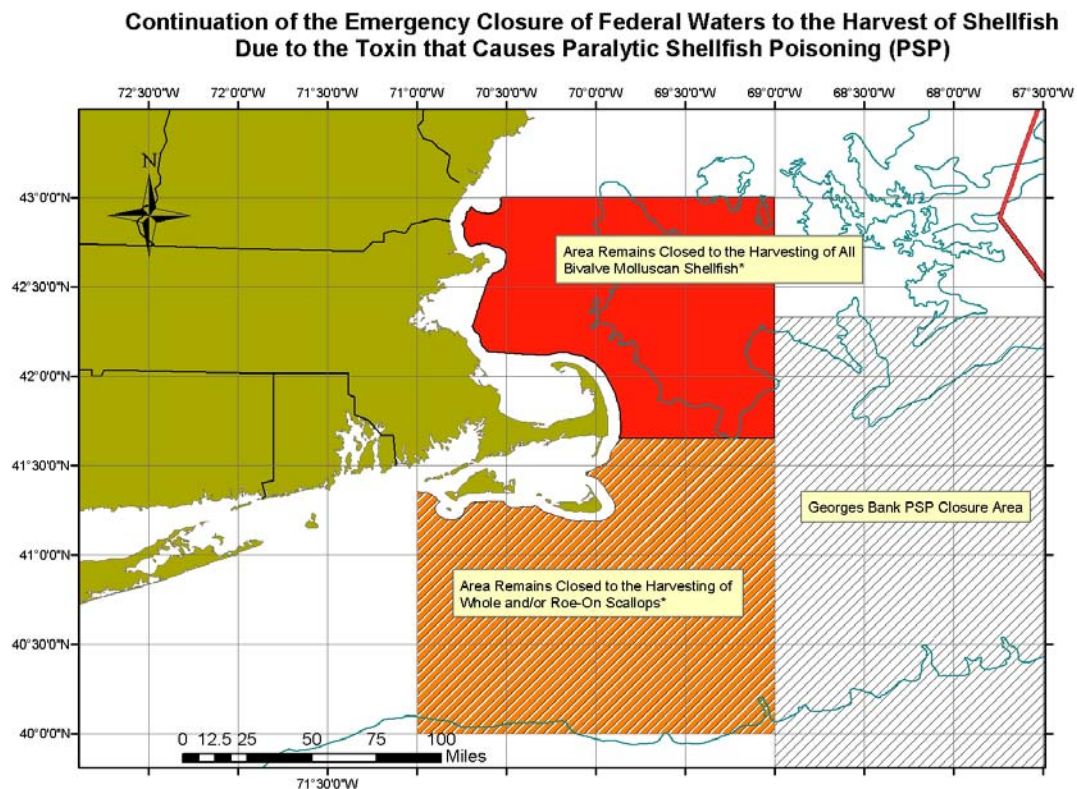 Continuation of the Emergency Closure of Federal Waters to the Harvest of Shellfish
Due to the Toxin that Causes Paralytic Shellfish Poisoning (PSP)
72°30'0"W 72°0'0"W 71°30'0"W 71°0'0"W 70°30'0"W 70°0'0"W 69°30'0"W 69°0'0"W 68°30'0"W 68°0'0"W 67°30'0"W
N
43°0'0"N
Area Remains Closed to the Harvesting of All
Bivalve Molluscan Shellfish*
42°30'0"N
42°0'0"N
41°30'0"N
Georges Bank PSP Closure Area
41°0'0"N
Area Remains Closed to the Harvesting of
Whole and/or Roe-On Scallops*
40°30'0"N
40°0'0"N
0 12.5 25 50 75 100
Miles
71°30'0"W